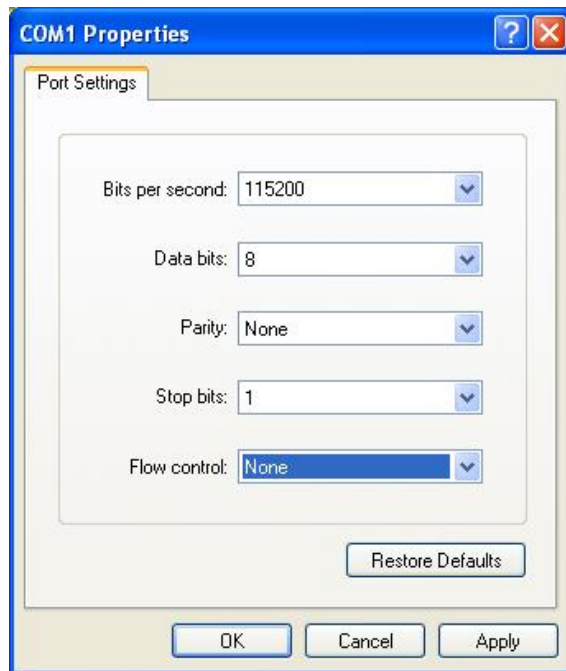 COM1 Properties
Port Settings
Bits per second: 115200
Data bits: 8
Parity: None
Stop bits: 1
Flow control: None
Restore Defaults
OK Cancel Apply